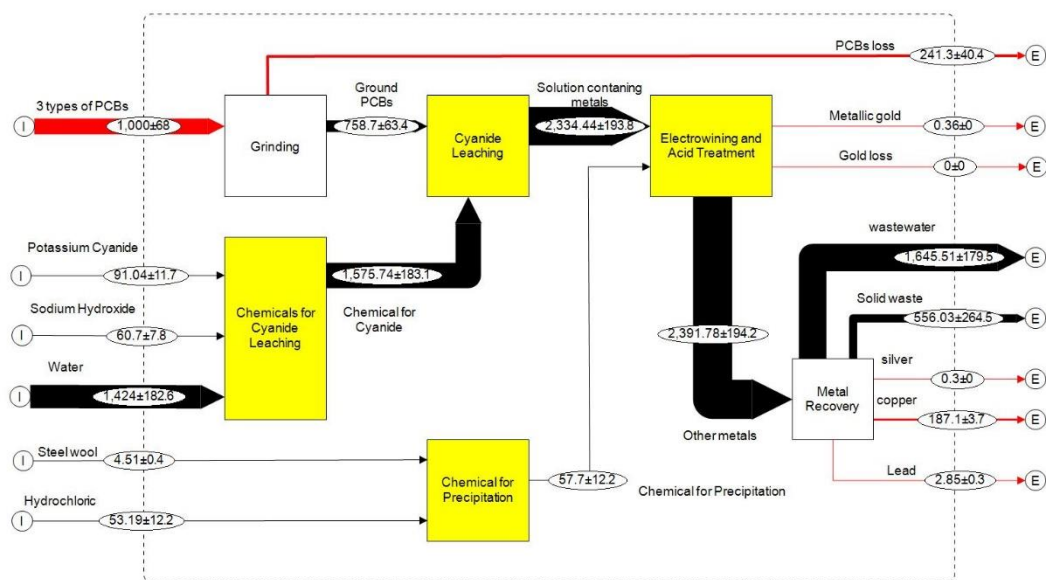 PCBs loss
241.3±40.4
E
3 types of PCBs
I
1,000±68
Grinding
Ground
PCBs
758.7±63.4
Cyanide
Leaching
Solution contaning
metals
2,334.44±193.8
Electrowining and
Acid Treatment
Metallic gold
0.36±0
E
Gold loss
0±0
E
Potassium Cyanide
I
91.04±11.7
Sodium Hydroxide
I
60.7±7.8
Water
I
1,424±182.6
Chemicals for
Cyanide
Leaching
1,575.74±183.1
Chemical for
Cyanide
wastewater
1,645.51±179.5
E
Solid waste
556.03±264.5
E
2,391.78±194.2
silver
0.3±0
E
Metal
Recovery
copper
187.1±3.7
E
Other metals
Lead
2.85±0.3
E
Steel wool
I
4.51±0.4
Hydrochloric
I
53.19±12.2
Chemical for
Precipitation
57.7±12.2
Chemical for Precipitation